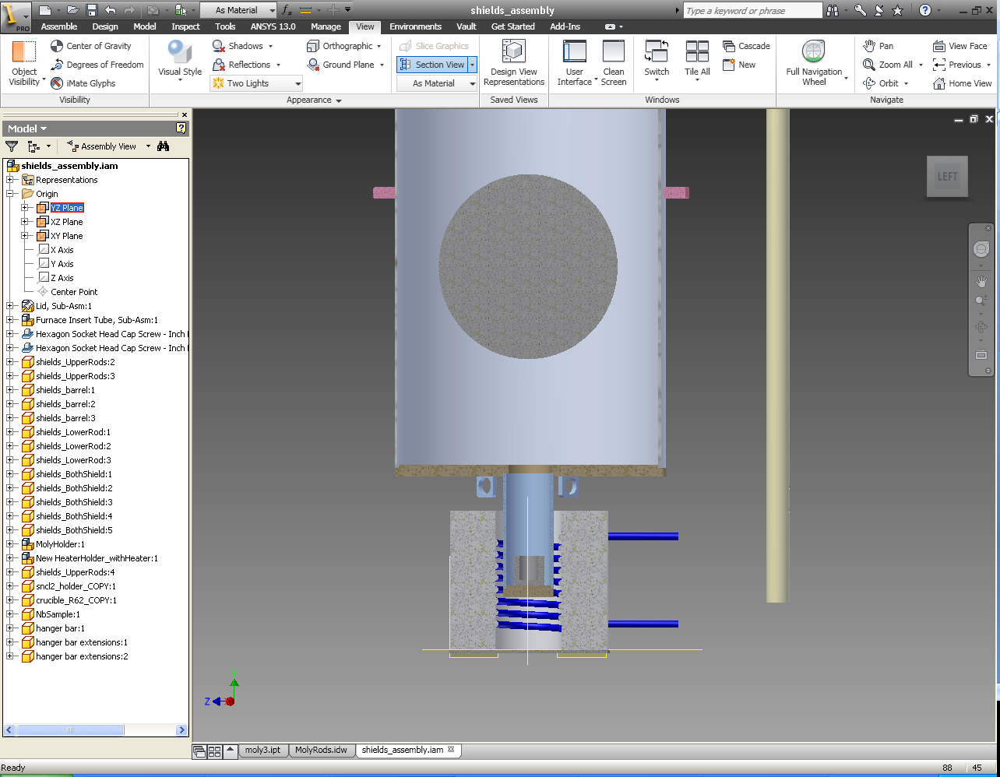 PRO
As Material
shields_assembly
Type a keyword or phrase
Assemble Design Model Inspect Tools ANSYS 13.0 Manage View Environments Vault Get Started Add-Ins
Object Visibility
Center of Gravity
Degrees of Freedom
iMate Glyphs
Visibility
Visual Style
Shadows
Reflections
Two Lights
Orthographic
Ground Plane
Slice Graphics
Section View
As Material
Appearance
Design View Representations
Saved Views
User Interface
Clean Screen
Switch
Tile All
Cascade
New
Windows
Full Navigation Wheel
Pan
Zoom All
Orbit
View Face
Previous
Home View
Navigate
Model
Assembly View
shields_assembly.iam
Representations
Origin
YZ Plane
XZ Plane
XY Plane
X Axis
Y Axis
Z Axis
Center Point
Lid, Sub-Asm:1
Furnace Insert Tube, Sub-Asm:1
Hexagon Socket Head Cap Screw - Inch
Hexagon Socket Head Cap Screw - Inch
shields_UpperRods:2
shields_UpperRods:3
shields_barrel:1
shields_barrel:2
shields_barrel:3
shields_LowerRod:1
shields_LowerRod:2
shields_LowerRod:3
shields_BothShield:1
shields_BothShield:2
shields_BothShield:3
shields_BothShield:4
shields_BothShield:5
MolyHolder:1
New HeaterHolder_withHeater:1
shields_UpperRods:4
sncl2_holder_COPY:1
crucible_R62_COPY:1
NbSample:1
hanger bar:1
hanger bar extensions:1
hanger bar extensions:2
LEFT
Y
Z
moly3.ipt MolyRods.idw shields_assembly.iam
Ready
88 45